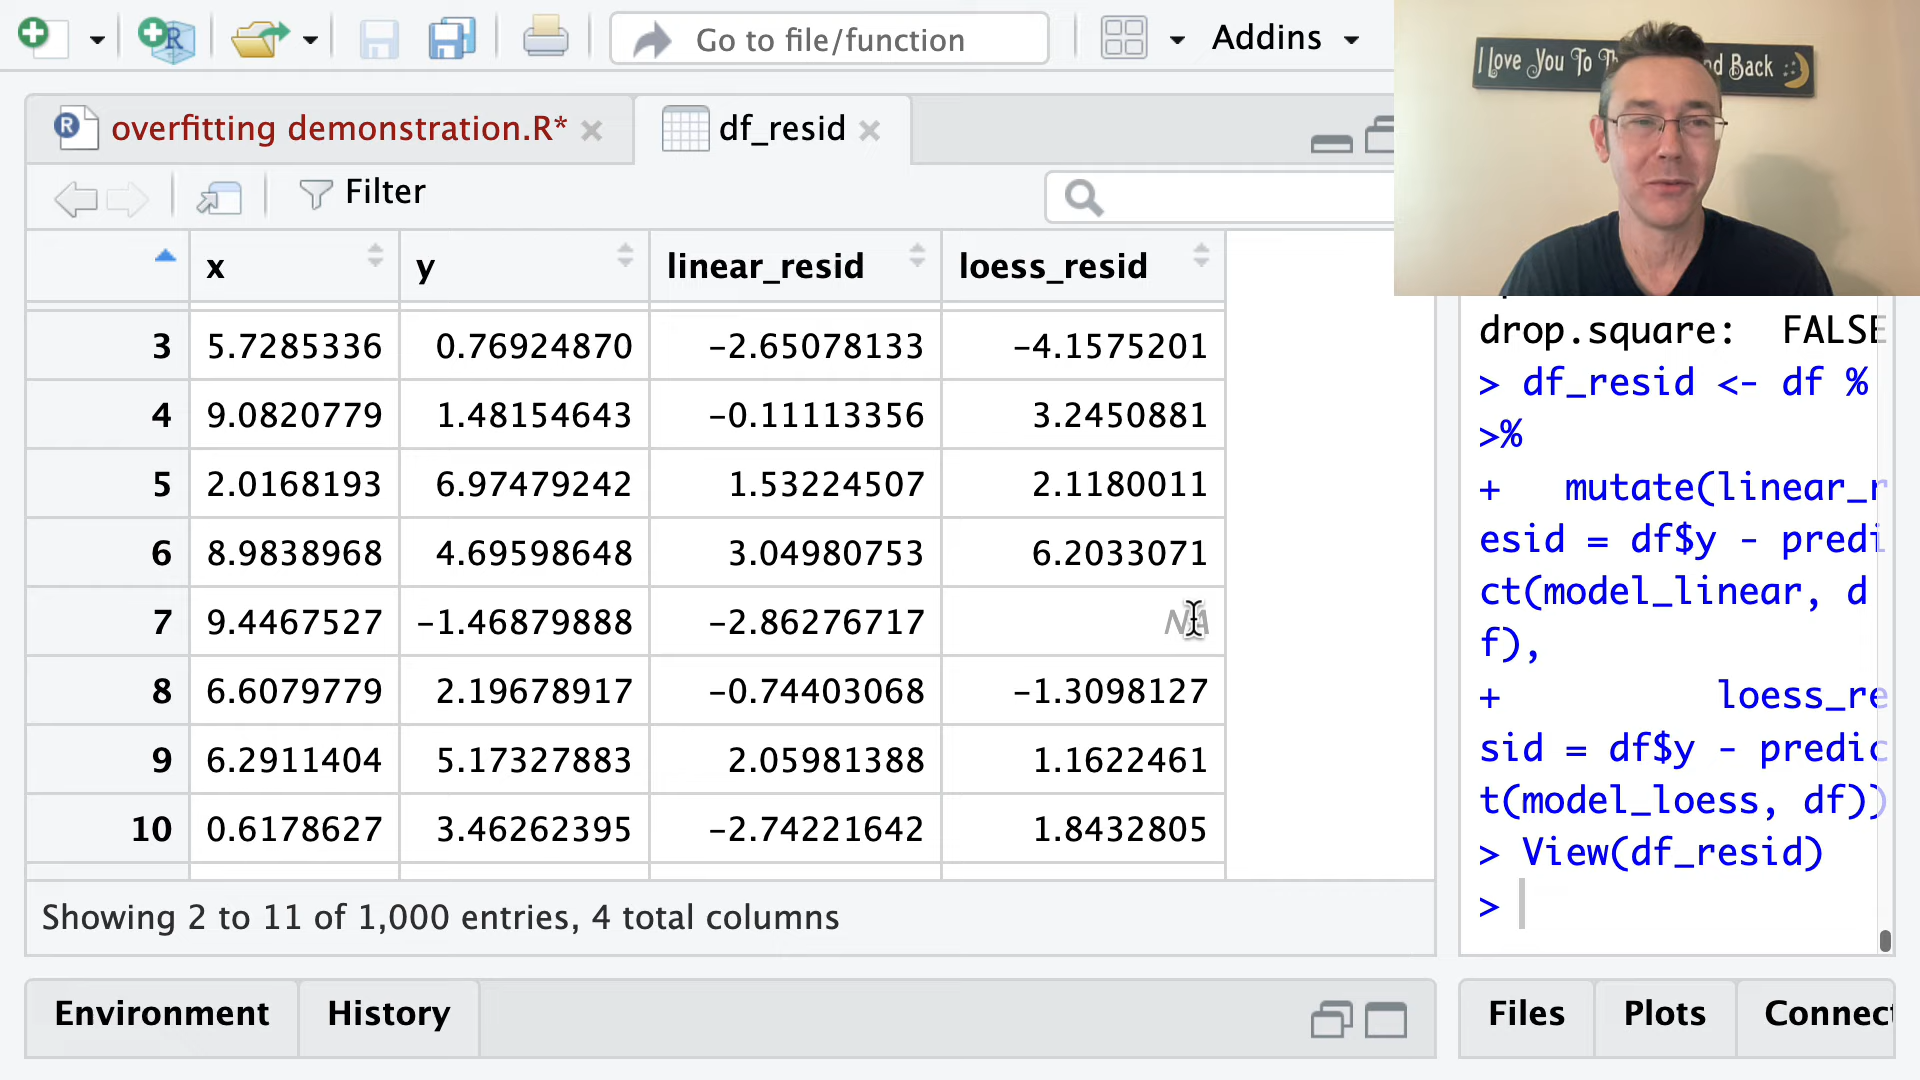 Go to file/function
Addins
I Love You To Th nd Back
overfitting demonstration.R*
df_resid
Filter
x y linear_resid loess_resid
3 5.7285336 0.76924870 −2.65078133 −4.1575201
4 9.0820779 1.48154643 −0.11113356 3.2450881
5 2.0168193 6.97479242 1.53224507 2.1180011
6 8.9838968 4.69598648 3.04980753 6.2033071
7 9.4467527 −1.46879888 −2.86276717 NA
8 6.6079779 2.19678917 −0.74403068 −1.3098127
9 6.2911404 5.17327883 2.05981388 1.1622461
10 0.6178627 3.46262395 −2.74221642 1.8432805
Showing 2 to 11 of 1,000 entries, 4 total columns
drop.square: FALSE
> df_resid <- df %
>%
+ mutate(linear_r
esid = df$y - predi
ct(model_linear, d
f),
+ loess_re
sid = df$y - predic
t(model_loess, df))
> View(df_resid)
>
Environment
History
Files
Plots
Connec